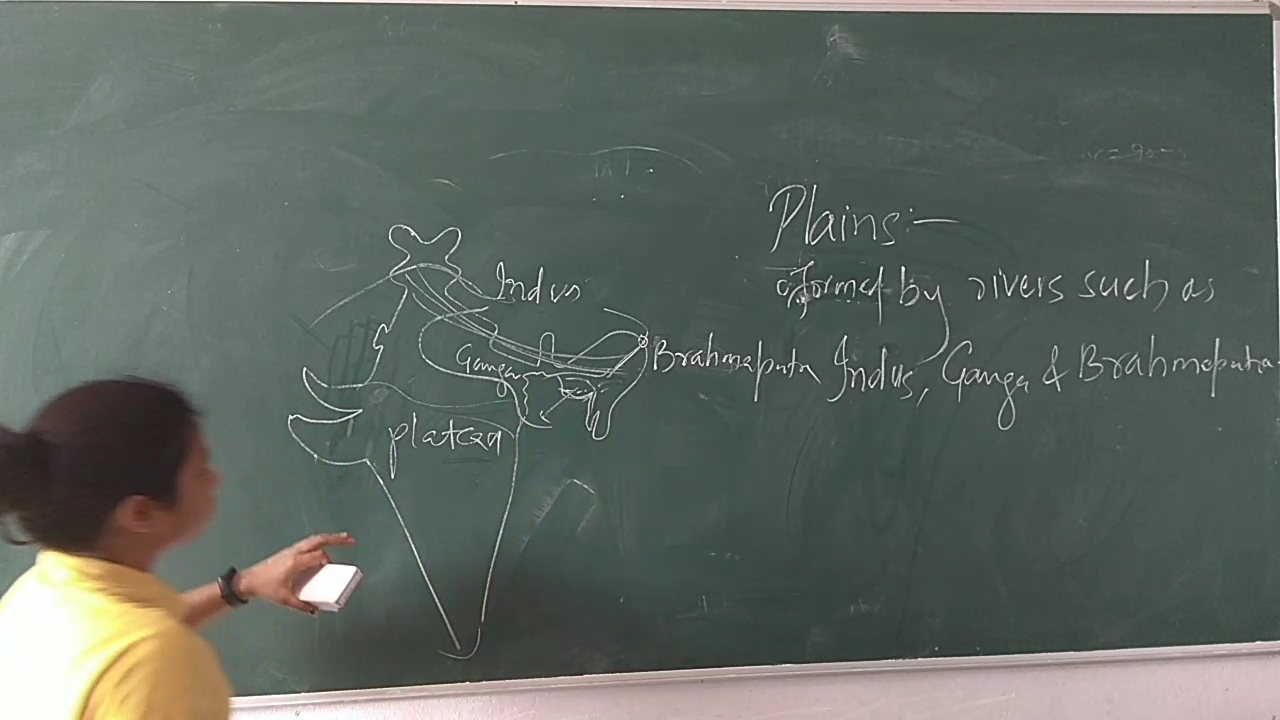 Plains:-
formed by rivers such as
Indus, Ganga & Brahmaputra
Indus
Ganga
Brahmaputra
plateau